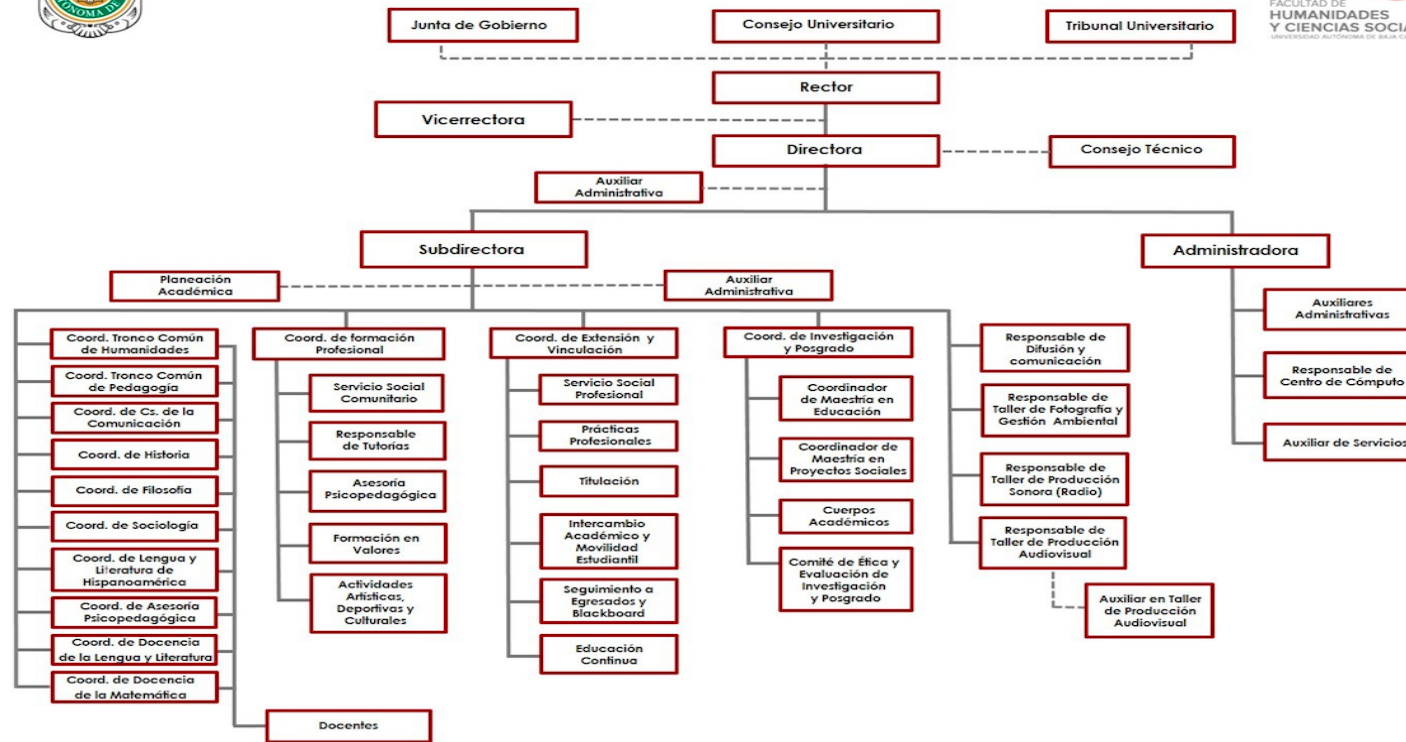 FACULTAD DE
HUMANIDADES
Y CIENCIAS SOCIA
UNIVERSIDAD AUTÓNOMA DE BAJA CA
Junta de Gobierno
Consejo Universitario
Tribunal Universitario
Rector
Vicerrectora
Directora
Consejo Técnico
Auxiliar
Administrativa
Subdirectora
Administradora
Planeación
Académica
Auxiliar
Administrativa
Coord. Tronco Común
de Humanidades
Coord. Tronco Común
de Pedagogía
Coord. de Cs. de la
Comunicación
Coord. de Historia
Coord. de Filosofía
Coord. de Sociología
Coord. de Lengua y
Literatura de
Hispanoamérica
Coord. de Asesoría
Psicopedagógica
Coord. de Docencia
de la Lengua y Literatura
Coord. de Docencia
de la Matemática
Docentes
Coord. de formación
Profesional
Servicio Social
Comunitario
Responsable
de Tutorías
Asesoría
Psicopedagógica
Formación en
Valores
Actividades
Artísticas,
Deportivas y
Culturales
Coord. de Extensión y
Vinculación
Servicio Social
Profesional
Prácticas
Profesionales
Titulación
Intercambio
Académico y
Movilidad
Estudiantil
Seguimiento a
Egresados y
Blackboard
Educación
Continua
Coord. de Investigación
y Posgrado
Coordinador
de Maestría en
Educación
Coordinador de
Maestría en
Proyectos Sociales
Cuerpos
Académicos
Comité de Ética y
Evaluación de
Investigación
y Posgrado
Responsable de
Difusión y
comunicación
Responsable de
Taller de Fotografía y
Gestión Ambiental
Responsable de
Taller de Producción
Sonora (Radio)
Responsable de
Taller de Producción
Audiovisual
Auxiliar en Taller
de Producción
Audiovisual
Auxiliares
Administrativas
Responsable de
Centro de Cómputo
Auxiliar de Servicios